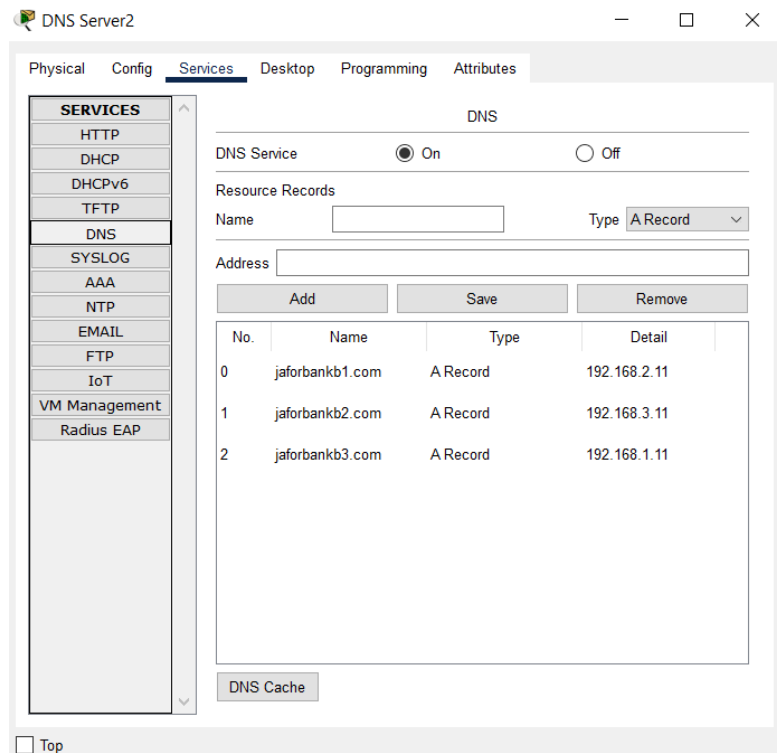 DNS Server2
Physical Config Services Desktop Programming Attributes
SERVICES
HTTP
DHCP
DHCPv6
TFTP
DNS
SYSLOG
AAA
NTP
EMAIL
FTP
IoT
VM Management
Radius EAP
DNS
DNS Service On Off
Resource Records
Name Type A Record
Address
Add Save Remove
No. Name Type Detail
0 jaforbankb1.com A Record 192.168.2.11
1 jaforbankb2.com A Record 192.168.3.11
2 jaforbankb3.com A Record 192.168.1.11
DNS Cache
Top